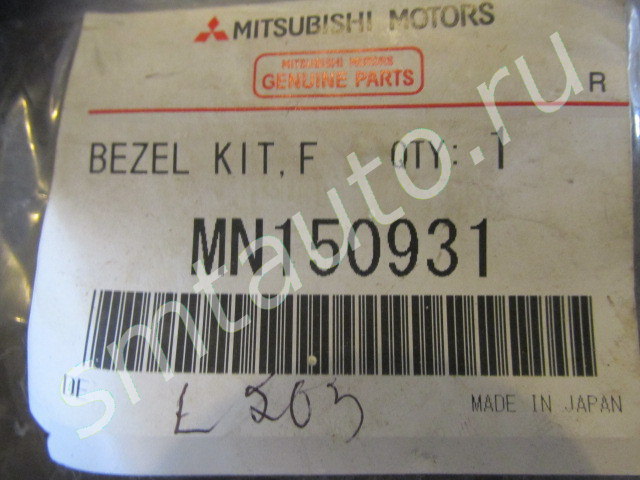 MITSUBISHI MOTORS
MITSUBISHI MOTORS
GENUINE PARTS
R
BEZEL KIT, F QTY: 1
MN150931
smtauto.ru
203
MADE IN JAPAN